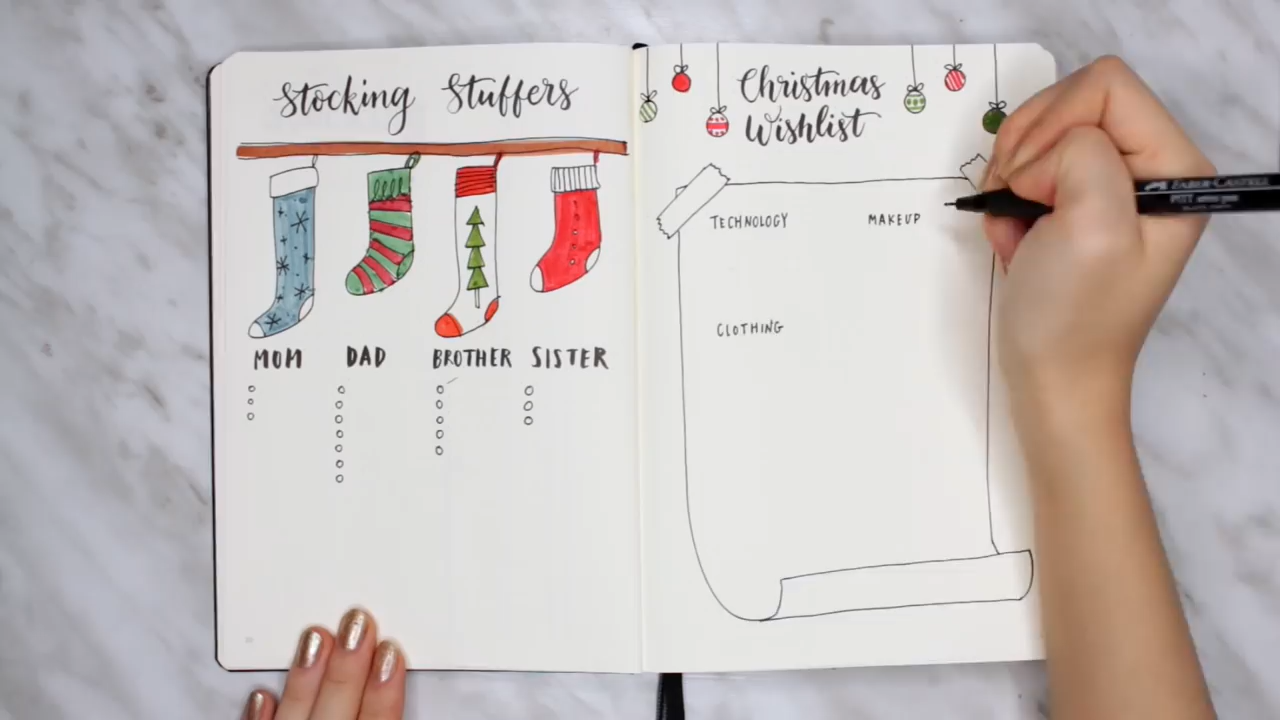 Stocking Stuffers
MOM DAD BROTHER SISTER
Christmas
Wishlist
TECHNOLOGY MAKEUP
CLOTHING
FABER-CASTELL
PITT